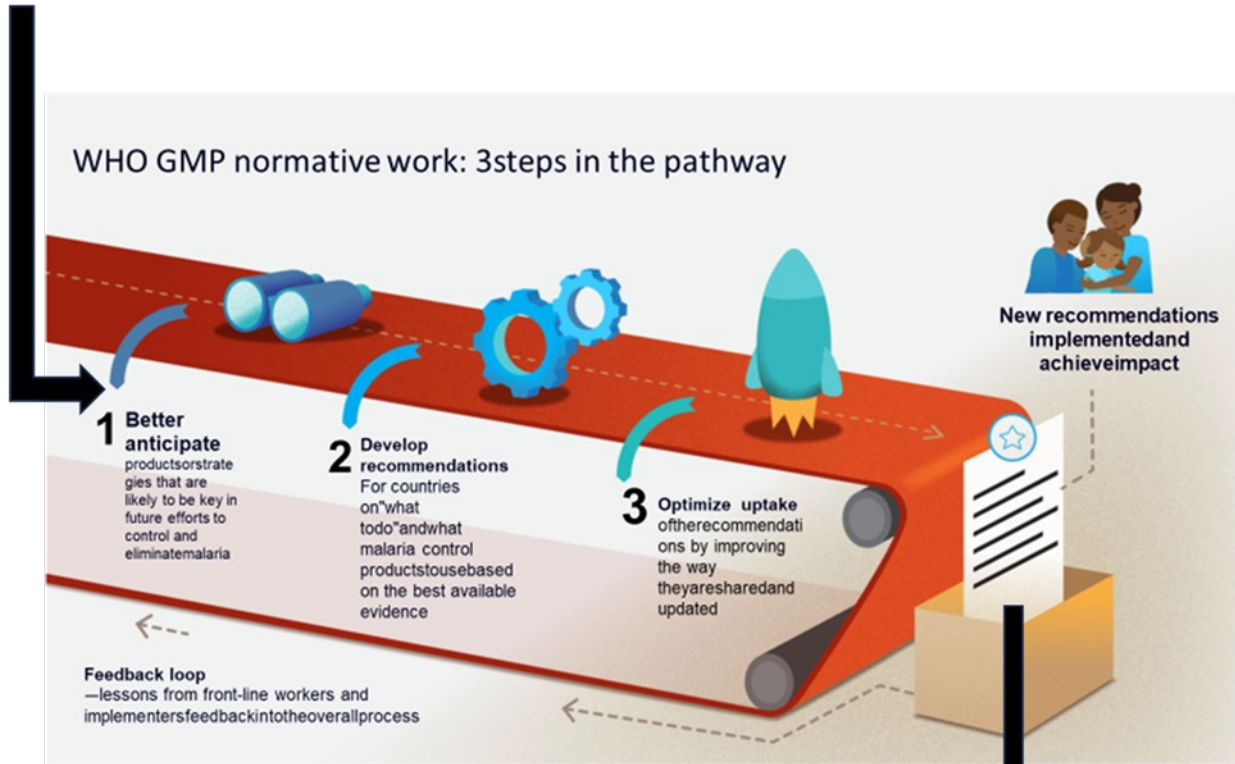 WHO GMP normative work: 3steps in the pathway
New recommendations
implementedand
achieveimpact
1 Better
anticipate
productsorstrate
gies that are
likely to be key in
future efforts to
control and
eliminatemalaria
2 Develop
recommendations
For countries
on"what
todo"andwhat
malaria control
productstousebased
on the best available
evidence
3 Optimize uptake
oftherecommendati
ons by improving
the way
theyaresharedand
updated
Feedback loop
—lessons from front-line workers and
implementersfeedbackintotheoverallprocess